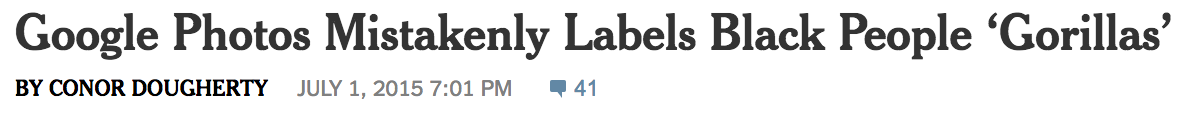 Google Photos Mistakenly Labels Black People ‘Gorillas’
BY CONOR DOUGHERTY JULY 1, 2015 7:01 PM 41